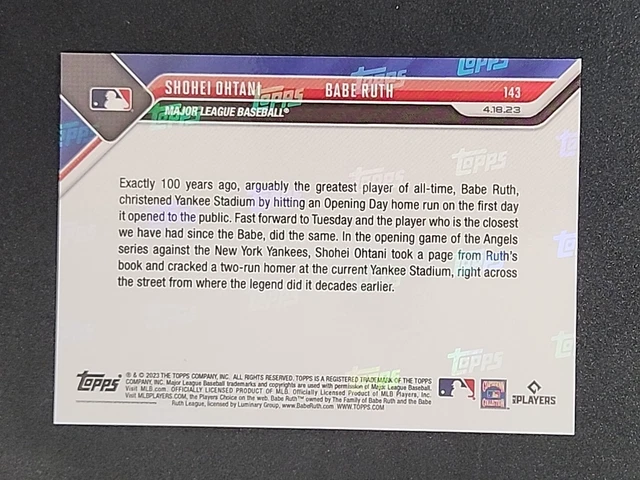 topps
SHOHEI OHTANI BABE RUTH 143
MAJOR LEAGUE BASEBALL® 4.18.23
Exactly 100 years ago, arguably the greatest player of all-time, Babe Ruth,
christened Yankee Stadium by hitting an Opening Day home run on the first day
it opened to the public. Fast forward to Tuesday and the player who is the closest
we have had since the Babe, did the same. In the opening game of the Angels
series against the New York Yankees, Shohei Ohtani took a page from Ruth's
book and cracked a two-run homer at the current Yankee Stadium, right across
the street from where the legend did it decades earlier.
topps
® & © 2023 THE TOPPS COMPANY, INC. ALL RIGHTS RESERVED. TOPPS IS A REGISTERED TRADEMARK OF THE TOPPS
COMPANY, INC. Major League Baseball trademarks and copyrights are used with permission of Major League Baseball.
Visit MLB.com. OFFICIALLY LICENSED PRODUCT OF MLB. Officially Licensed Product of MLB Players, Inc.
Visit MLBPLAYERS.COM, the Players Choice on the web. Babe Ruth™ owned by The Family of Babe Ruth and the Babe
Ruth League, licensed by Luminary Group, www.BabeRuth.com WWW.TOPPS.COM
PLAYERS